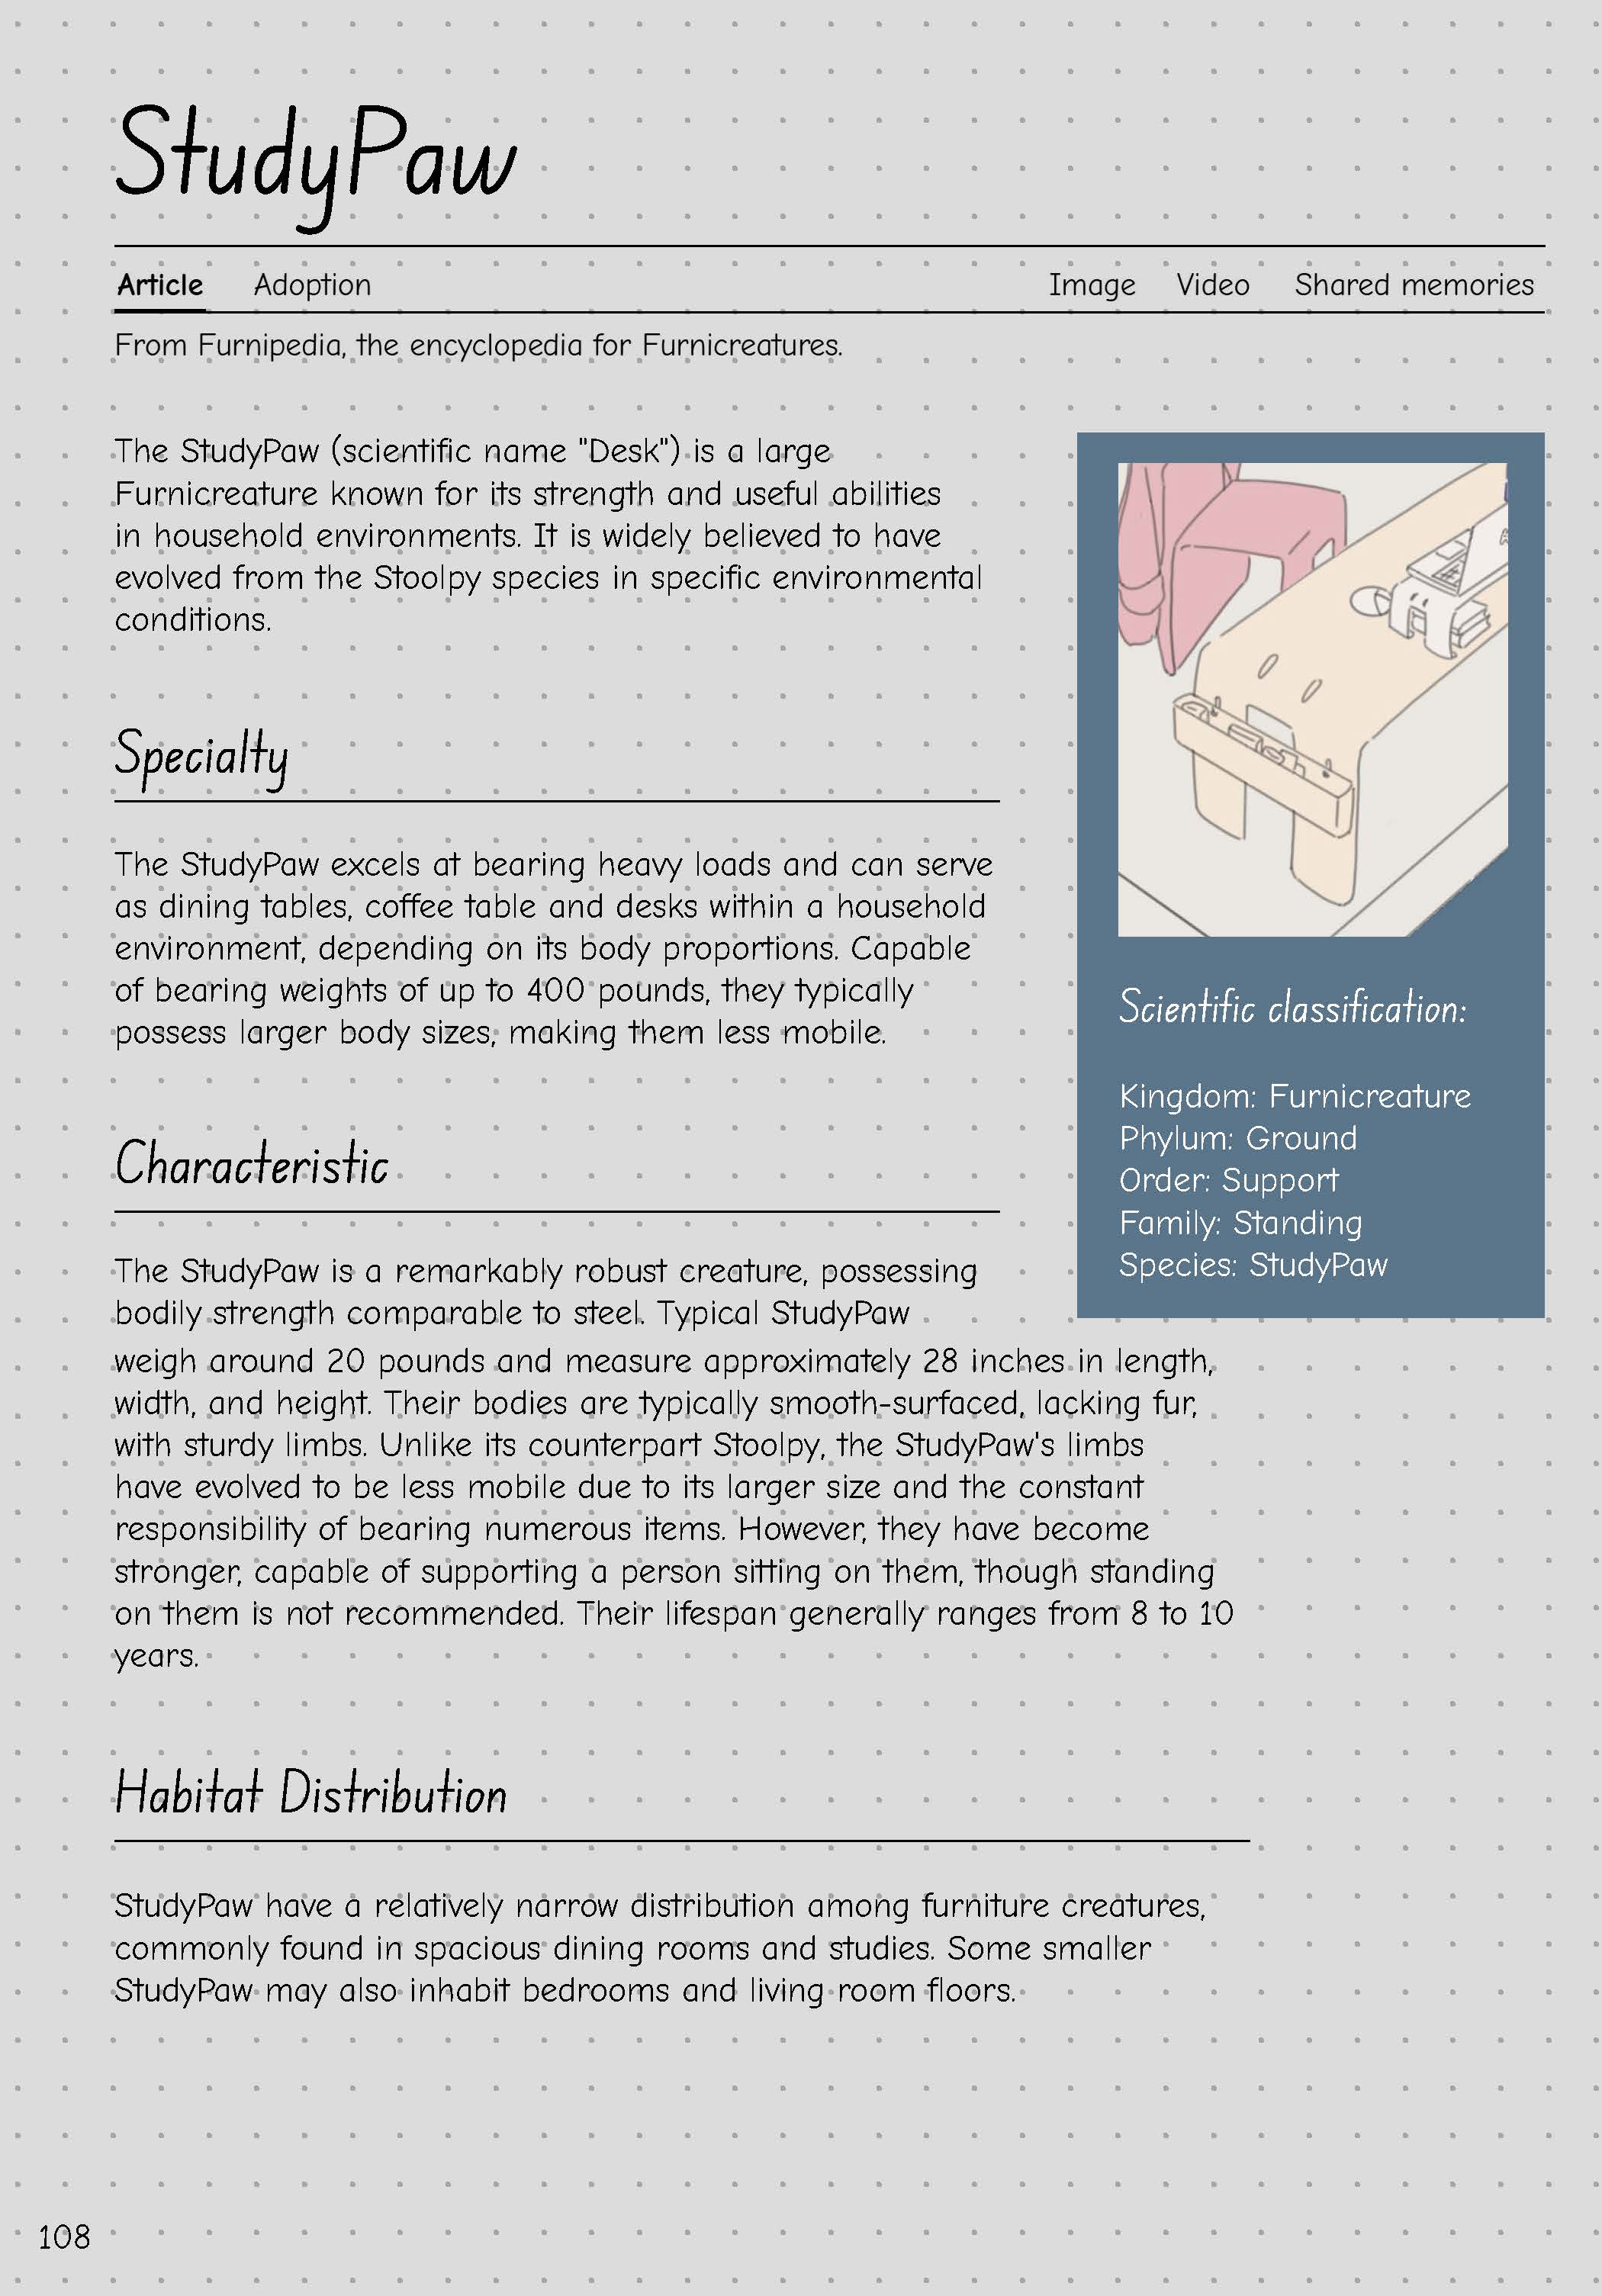 StudyPaw
Article Adoption Image Video Shared memories
From Furnipedia, the encyclopedia for Furnicreatures.
The StudyPaw (scientific name "Desk") is a large
Furnicreature known for its strength and useful abilities
in household environments. It is widely believed to have
evolved from the Stoolpy species in specific environmental
conditions.
Specialty
The StudyPaw excels at bearing heavy loads and can serve
as dining tables, coffee table and desks within a household
environment, depending on its body proportions. Capable
of bearing weights of up to 400 pounds, they typically
possess larger body sizes, making them less mobile.
Characteristic
The StudyPaw is a remarkably robust creature, possessing
bodily strength comparable to steel. Typical StudyPaw
weigh around 20 pounds and measure approximately 28 inches in length,
width, and height. Their bodies are typically smooth-surfaced, lacking fur,
with sturdy limbs. Unlike its counterpart Stoolpy, the StudyPaw's limbs
have evolved to be less mobile due to its larger size and the constant
responsibility of bearing numerous items. However, they have become
stronger, capable of supporting a person sitting on them, though standing
on them is not recommended. Their lifespan generally ranges from 8 to 10
years.
Habitat Distribution
StudyPaw have a relatively narrow distribution among furniture creatures,
commonly found in spacious dining rooms and studies. Some smaller
StudyPaw may also inhabit bedrooms and living room floors.
Scientific classification:
Kingdom: Furnicreature
Phylum: Ground
Order: Support
Family: Standing
Species: StudyPaw
108